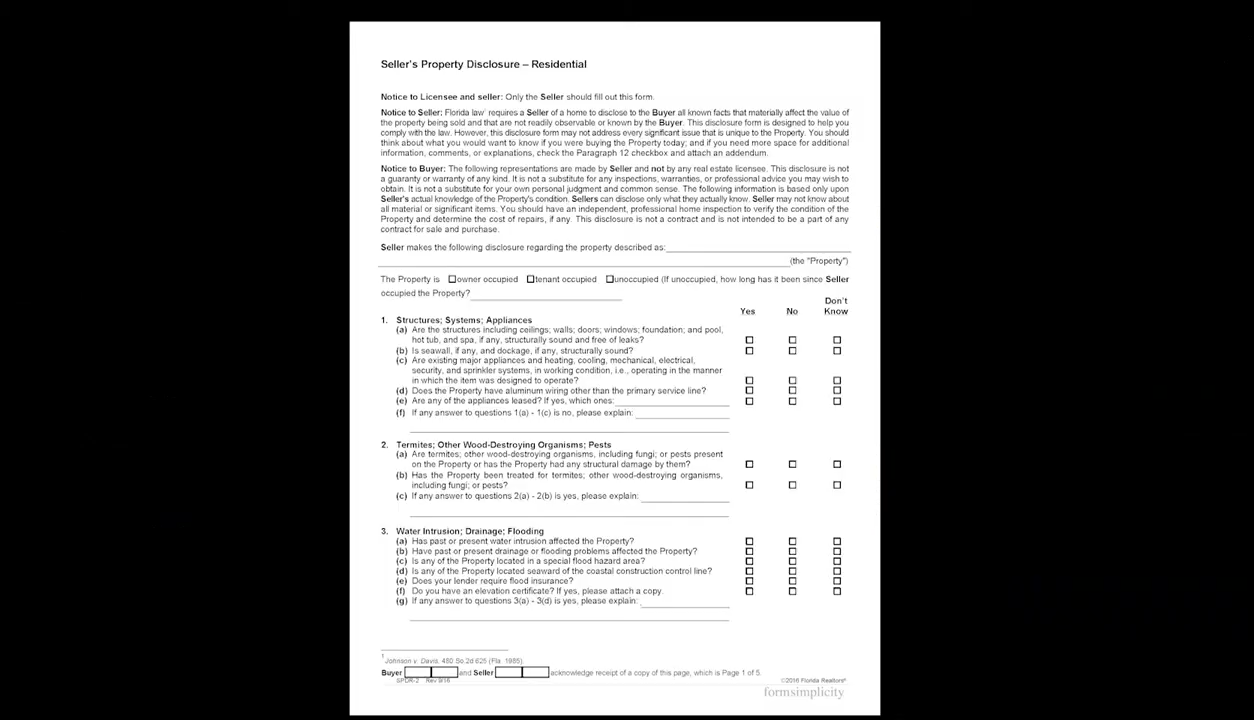 Seller's Property Disclosure – Residential
Notice to Licensee and seller: Only the Seller should fill out this form.
Notice to Seller: Florida law¹ requires a Seller of a home to disclose to the Buyer all known facts that materially affect the value of
the property being sold and that are not readily observable or known by the Buyer. This disclosure form is designed to help you
comply with the law. However, this disclosure form may not address every significant issue that is unique to the Property. You should
think about what you would want to know if you were buying the Property today; and if you need more space for additional
information, comments, or explanations, check the Paragraph 12 checkbox and attach an addendum.
Notice to Buyer: The following representations are made by Seller and not by any real estate licensee. This disclosure is not
a guaranty or warranty of any kind. It is not a substitute for any inspections, warranties, or professional advice you may wish to
obtain. It is not a substitute for your own personal judgment and common sense. The following information is based only upon
Seller's actual knowledge of the Property's condition. Sellers can disclose only what they actually know. Seller may not know about
all material or significant items. You should have an independent, professional home inspection to verify the condition of the
Property and determine the cost of repairs, if any. This disclosure is not a contract and is not intended to be a part of any
contract for sale and purchase.
Seller makes the following disclosure regarding the property described as:
(the "Property")
The Property is ☐owner occupied ☐tenant occupied ☐unoccupied (If unoccupied, how long has it been since Seller
occupied the Property?
Don't
Yes No Know
1. Structures; Systems; Appliances
(a) Are the structures including ceilings; walls; doors; windows; foundation; and pool,
hot tub, and spa, if any, structurally sound and free of leaks? ☐ ☐ ☐
(b) Is seawall, if any, and dockage, if any, structurally sound? ☐ ☐ ☐
(c) Are existing major appliances and heating, cooling, mechanical, electrical,
security, and sprinkler systems, in working condition, i.e., operating in the manner
in which the item was designed to operate? ☐ ☐ ☐
(d) Does the Property have aluminum wiring other than the primary service line? ☐ ☐ ☐
(e) Are any of the appliances leased? If yes, which ones: ☐ ☐ ☐
(f) If any answer to questions 1(a) - 1(c) is no, please explain:
2. Termites; Other Wood-Destroying Organisms; Pests
(a) Are termites; other wood-destroying organisms, including fungi; or pests present
on the Property or has the Property had any structural damage by them? ☐ ☐ ☐
(b) Has the Property been treated for termites; other wood-destroying organisms,
including fungi; or pests? ☐ ☐ ☐
(c) If any answer to questions 2(a) - 2(b) is yes, please explain:
3. Water Intrusion; Drainage; Flooding
(a) Has past or present water intrusion affected the Property? ☐ ☐ ☐
(b) Have past or present drainage or flooding problems affected the Property? ☐ ☐ ☐
(c) Is any of the Property located in a special flood hazard area? ☐ ☐ ☐
(d) Is any of the Property located seaward of the coastal construction control line? ☐ ☐ ☐
(e) Does your lender require flood insurance? ☐ ☐ ☐
(f) Do you have an elevation certificate? If yes, please attach a copy. ☐ ☐ ☐
(g) If any answer to questions 3(a) - 3(d) is yes, please explain:
1 Johnson v. Davis, 480 So.2d 625 (Fla. 1985).
Buyer and Seller acknowledge receipt of a copy of this page, which is Page 1 of 5.
SPDR-2 Rev 9/16 ©2016 Florida Realtors®
formsimplicity